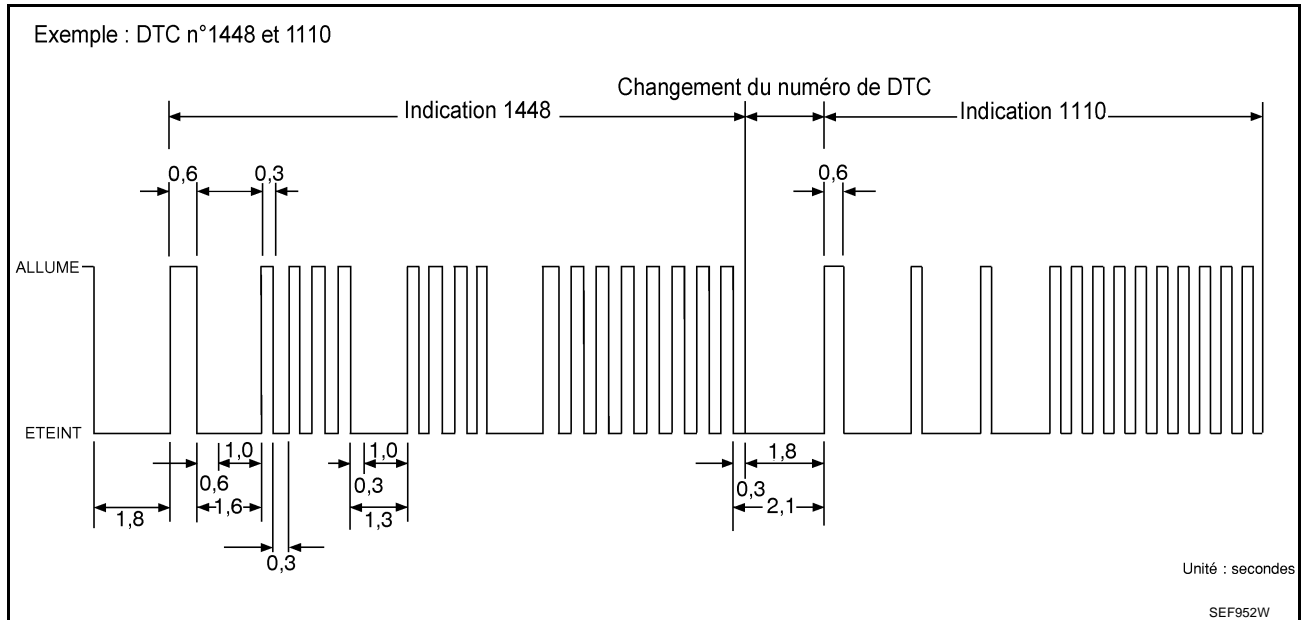 Exemple : DTC n°1448 et 1110
Changement du numéro de DTC
Indication 1448
Indication 1110
0,6
0,3
0,6
ALLUME
ETEINT
1,0
1,0
1,8
0,6
0,3
0,3
1,8
1,6
1,3
2,1
0,3
Unité : secondes
SEF952W